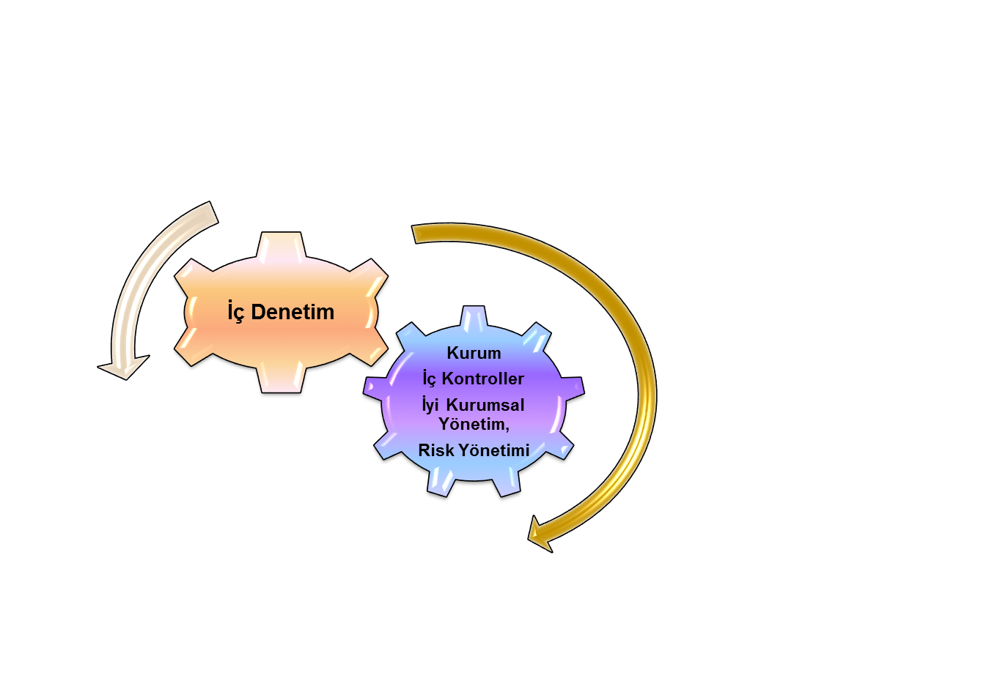 İç Denetim
Kurum
İç Kontroller
İyi Kurumsal
Yönetim,
Risk Yönetimi